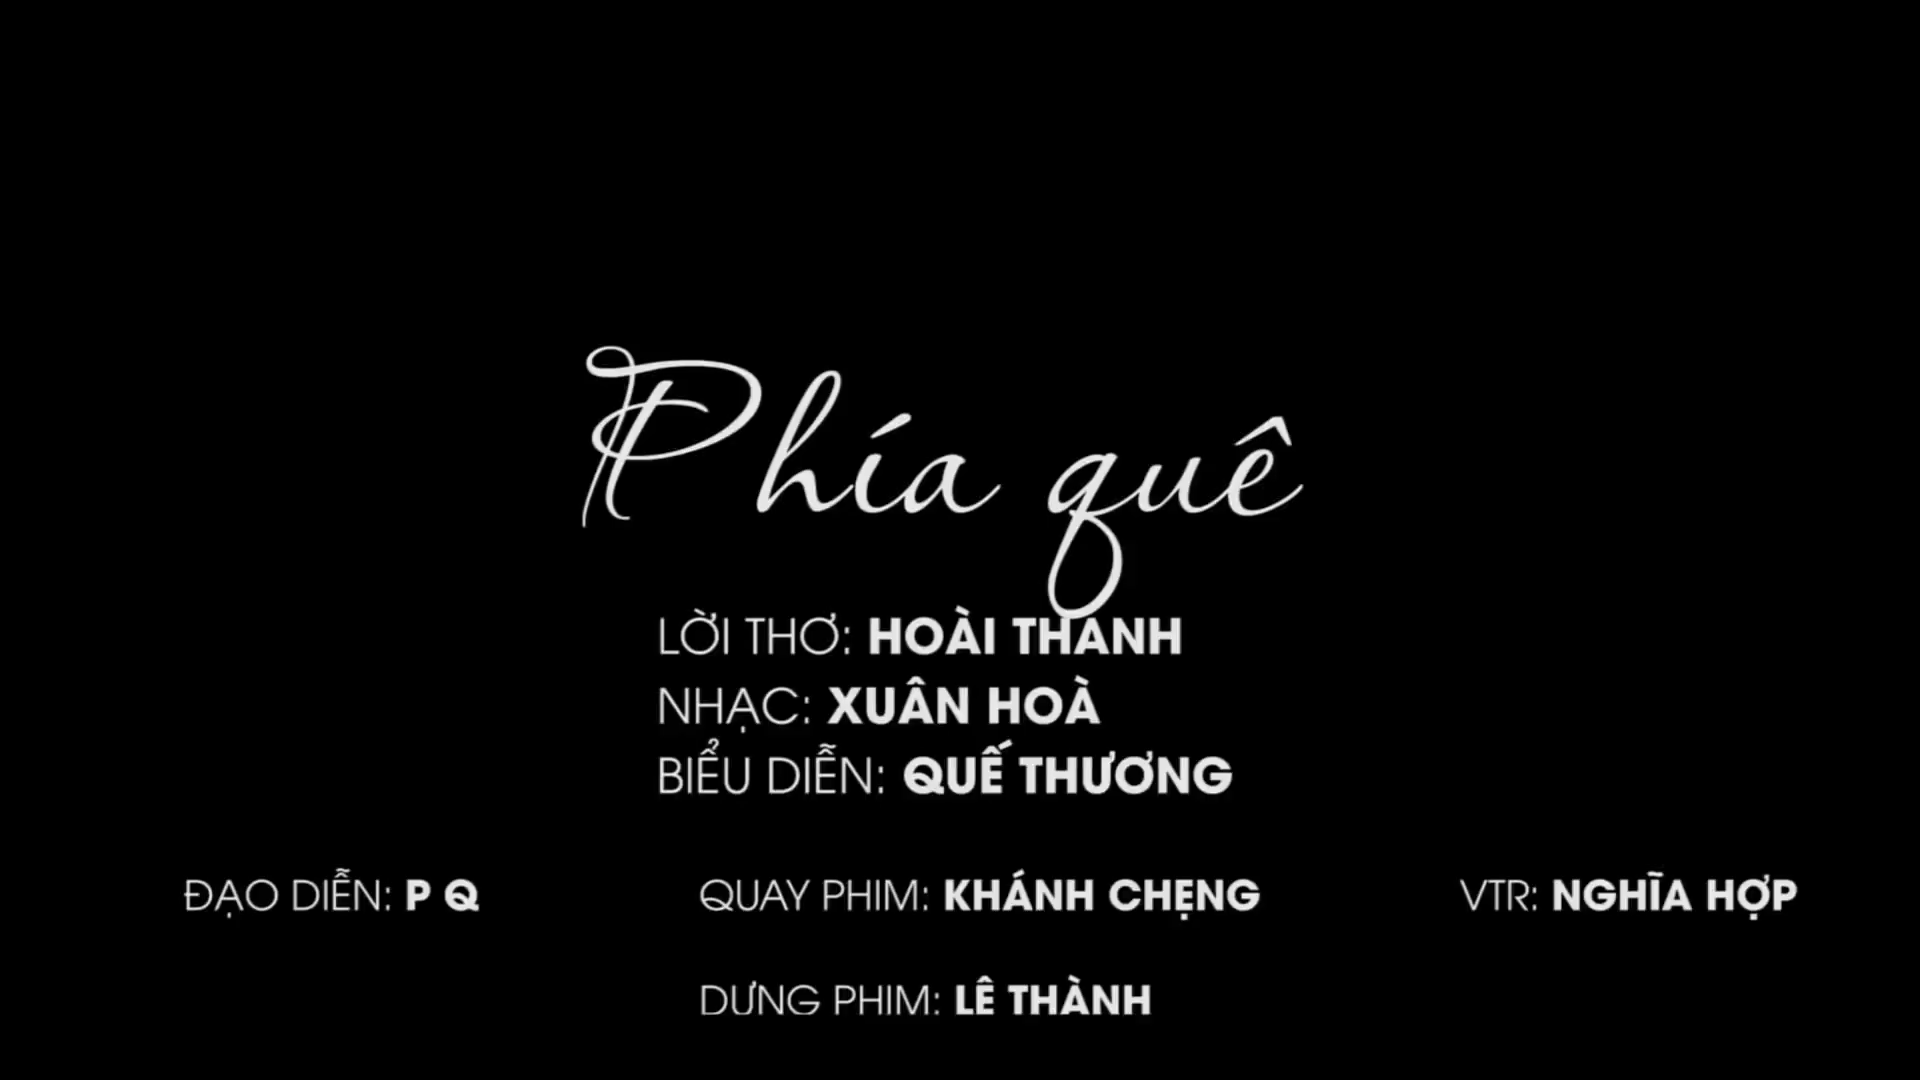 Phía quê
LỜI THƠ: HOÀI THANH
NHẠC: XUÂN HOÀ
BIỂU DIỄN: QUẾ THƯƠNG
ĐẠO DIỄN: P Q QUAY PHIM: KHÁNH CHẸNG VTR: NGHĨA HỢP
DỰNG PHIM: LÊ THÀNH